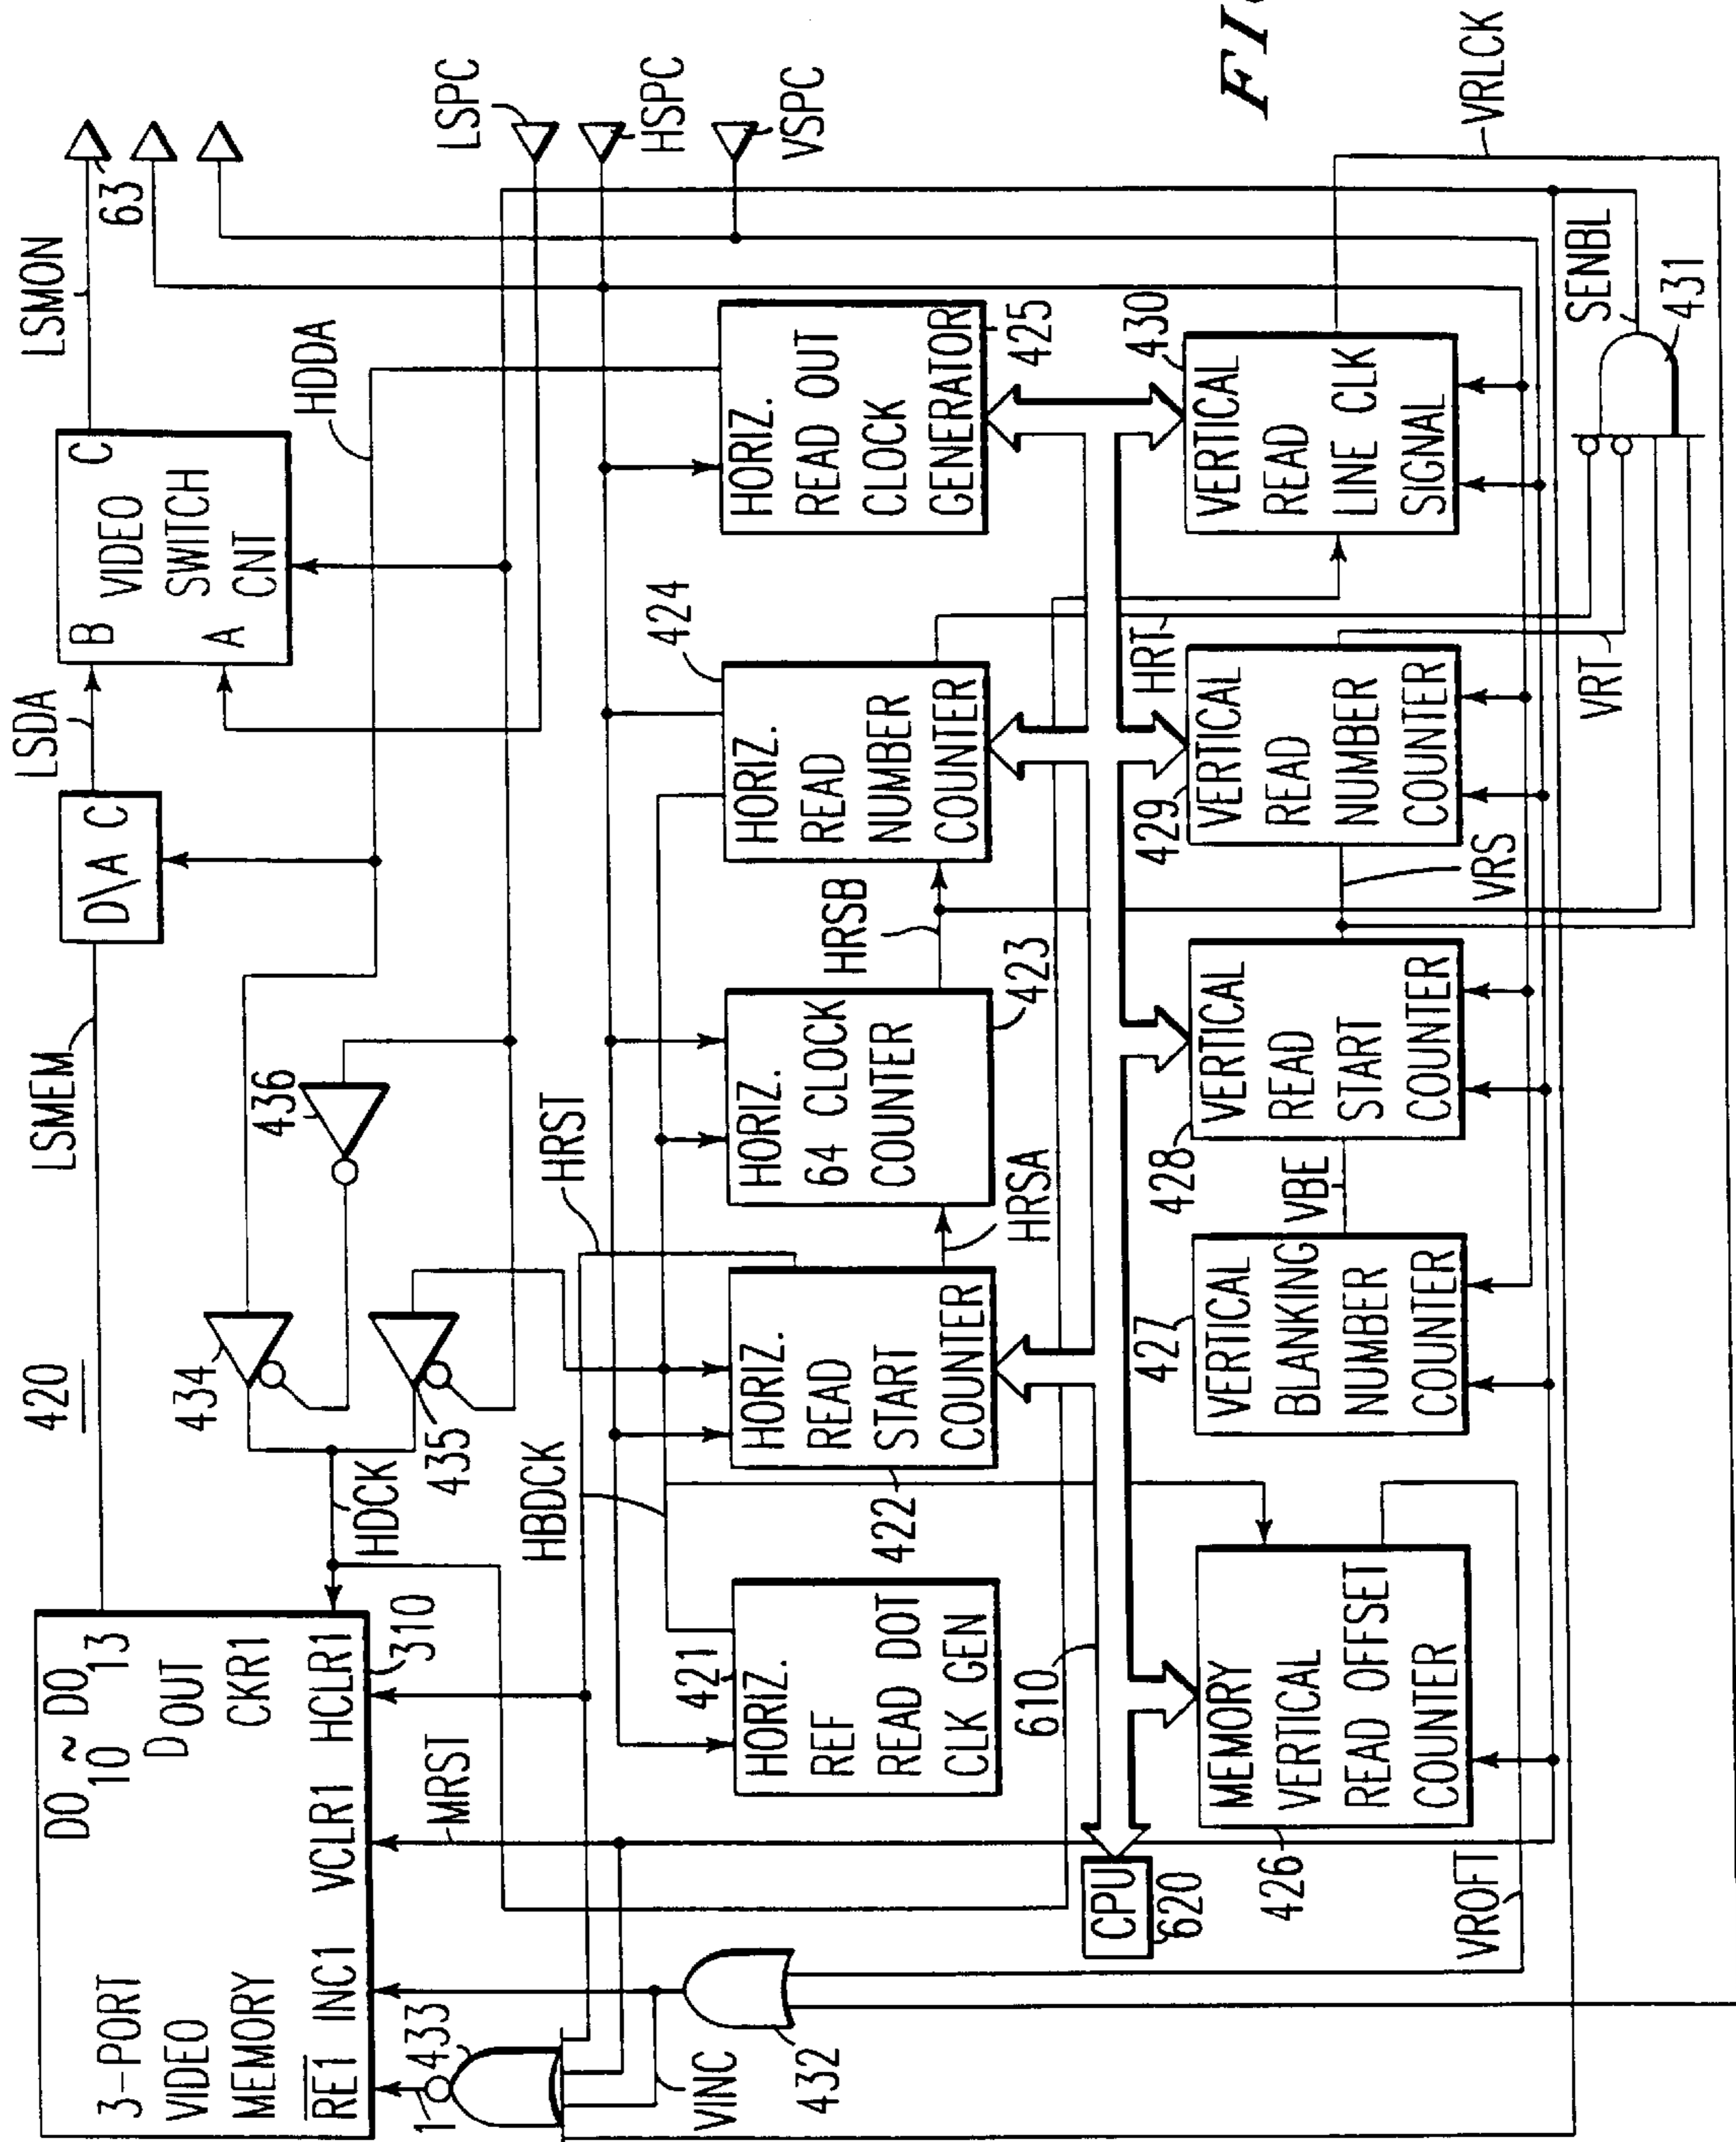 420
3-PORT
VIDEO
MEMORY
DO10 ~ DO13
DOUT
CKR1
RE1 INC1 VCLR1 HCLR1
310
LSMEM
D\A C
LSDA
B C
VIDEO
SWITCH
A CNT
LSMON
63
HDDA
LSPC
HSPC
VSPC
434
435
436
HDCK
HBDCK
HRST
MRST
1
433
VINC
432
421
HORIZ.
REF
READ DOT
CLK GEN
422
HORIZ.
READ
START
COUNTER
HRSA
HORIZ.
64 CLOCK
COUNTER
423
HRSB
424
HORIZ.
READ
NUMBER
COUNTER
HORIZ.
READ OUT
CLOCK
GENERATOR
425
610
CPU
620
MEMORY
VERTICAL
READ OFFSET
COUNTER
426
VROFT
427
VERTICAL
BLANKING
NUMBER
COUNTER
VBE
428
VERTICAL
READ
START
COUNTER
VRS
429
VERTICAL
READ
NUMBER
COUNTER
HRT
VRT
430
VERTICAL
READ
LINE CLK
SIGNAL
SENBL
431
VRLCK